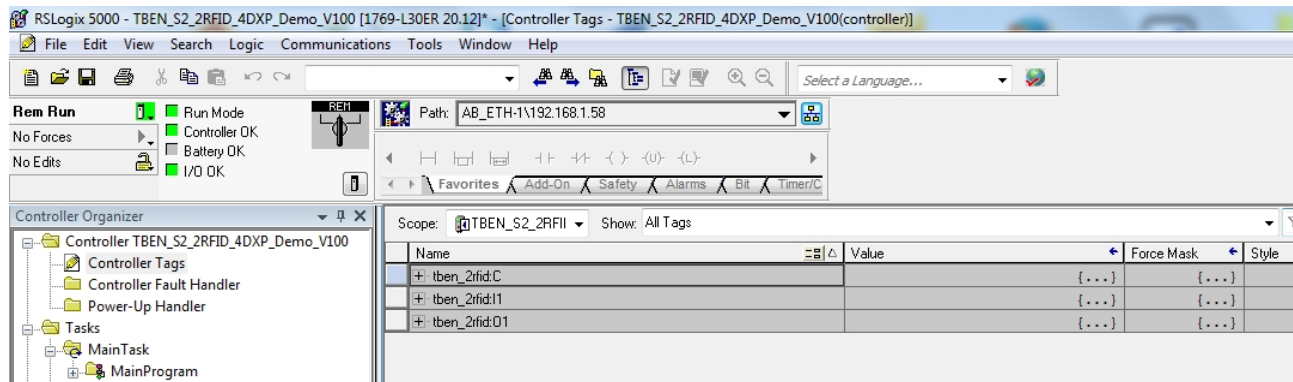 RSLogix 5000 - TBEN_S2_2RFID_4DXP_Demo_V100 [1769-L30ER 20.12]* - [Controller Tags - TBEN_S2_2RFID_4DXP_Demo_V100(controller)]
File Edit View Search Logic Communications Tools Window Help
Select a Language...
Rem Run
No Forces
No Edits
Run Mode
Controller OK
Battery OK
I/O OK
REM
Path: AB_ETH-1\192.168.1.58
Favorites Add-On Safety Alarms Bit Timer/C
Controller Organizer
Controller TBEN_S2_2RFID_4DXP_Demo_V100
Controller Tags
Controller Fault Handler
Power-Up Handler
Tasks
MainTask
MainProgram
Scope: TBEN_S2_2RFII Show: All Tags
Name Value Force Mask Style
tben_2rfid:C {...} {...}
tben_2rfid:I1 {...} {...}
tben_2rfid:O1 {...} {...}